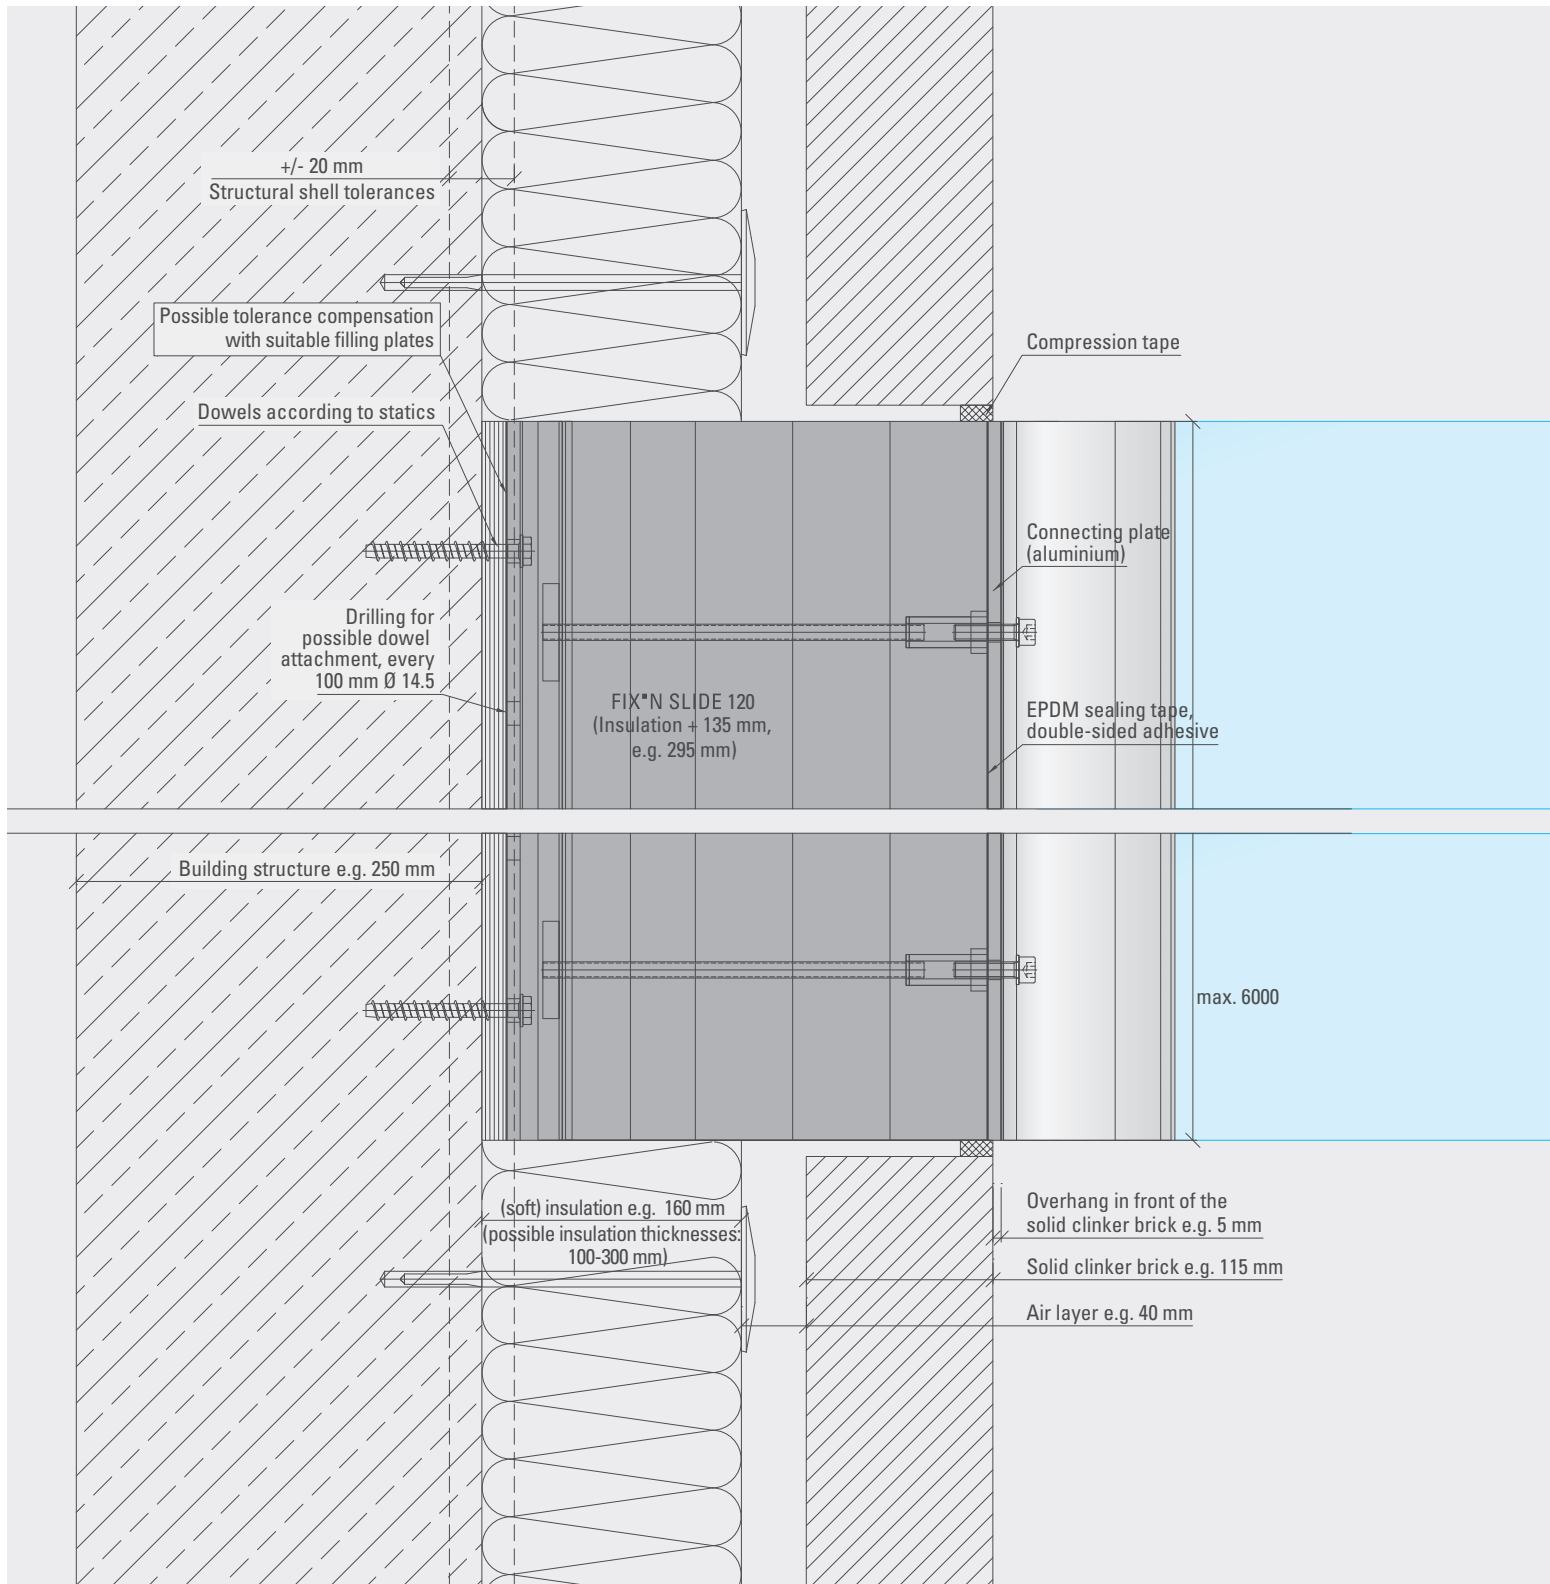 +/- 20 mm
Structural shell tolerances
Possible tolerance compensation
with suitable filling plates
Compression tape
Dowels according to statics
Connecting plate
(aluminium)
Drilling for
possible dowel
attachment, every
100 mm Ø 14.5
FIX■N SLIDE 120
(Insulation + 135 mm,
e.g. 295 mm)
EPDM sealing tape,
double-sided adhesive
Building structure e.g. 250 mm
max. 6000
(soft) insulation e.g. 160 mm
(possible insulation thicknesses:
100-300 mm)
Overhang in front of the
solid clinker brick e.g. 5 mm
Solid clinker brick e.g. 115 mm
Air layer e.g. 40 mm